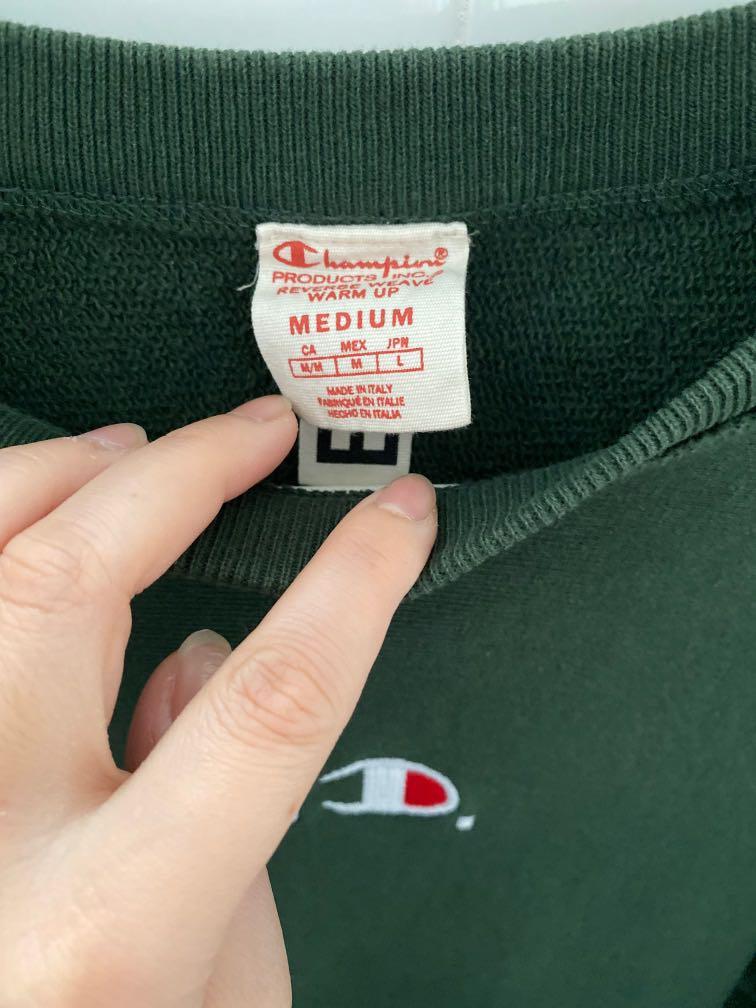 Champion®
PRODUCTS INC.
REVERSE WEAVE
WARM UP
MEDIUM
CA MEX JPN
M/M M L
MADE IN ITALY
FABRIQUÉ EN ITALIE
HECHO EN ITALIA
E